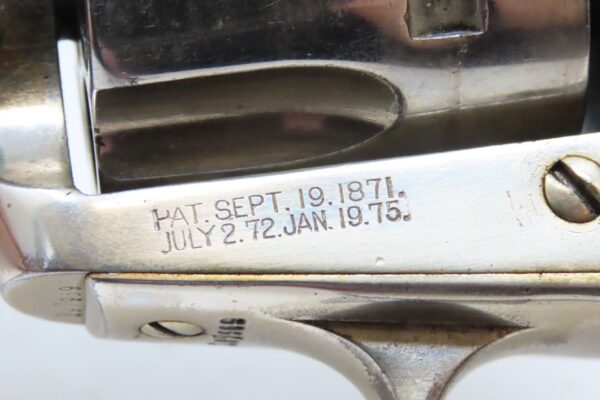 PAT. SEPT. 19. 1871.
JULY 2. 72. JAN. 19. 75.